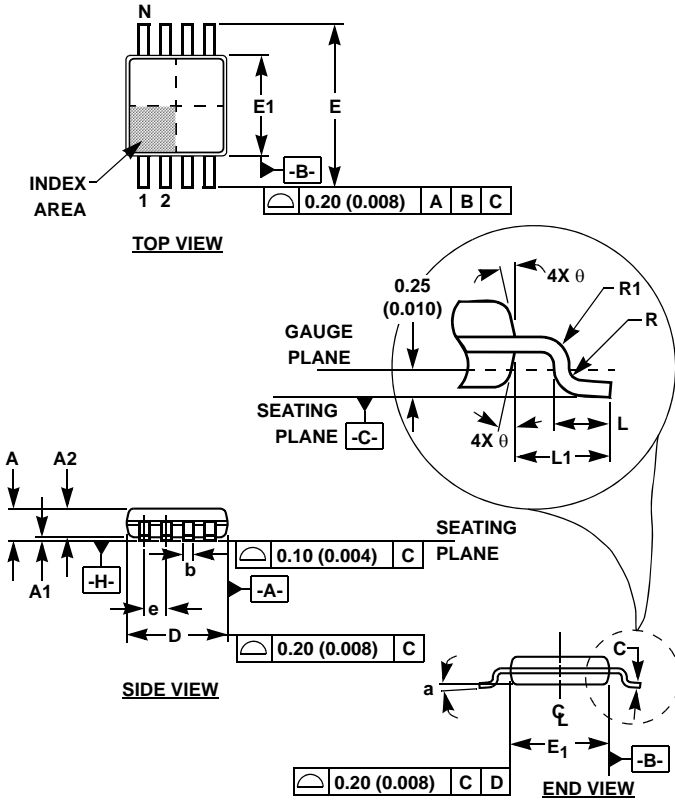 N
E1
E
-B-
INDEX
AREA
1 2
0.20 (0.008) A B C
TOP VIEW
0.25
(0.010)
4X θ
R1
R
GAUGE
PLANE
SEATING
PLANE -C-
4X θ
L
L1
A A2
SEATING
PLANE
0.10 (0.004) C
A1
-H-
b
-A-
e
D
0.20 (0.008) C
SIDE VIEW
C
a
CL
E1
-B-
0.20 (0.008) C D
END VIEW